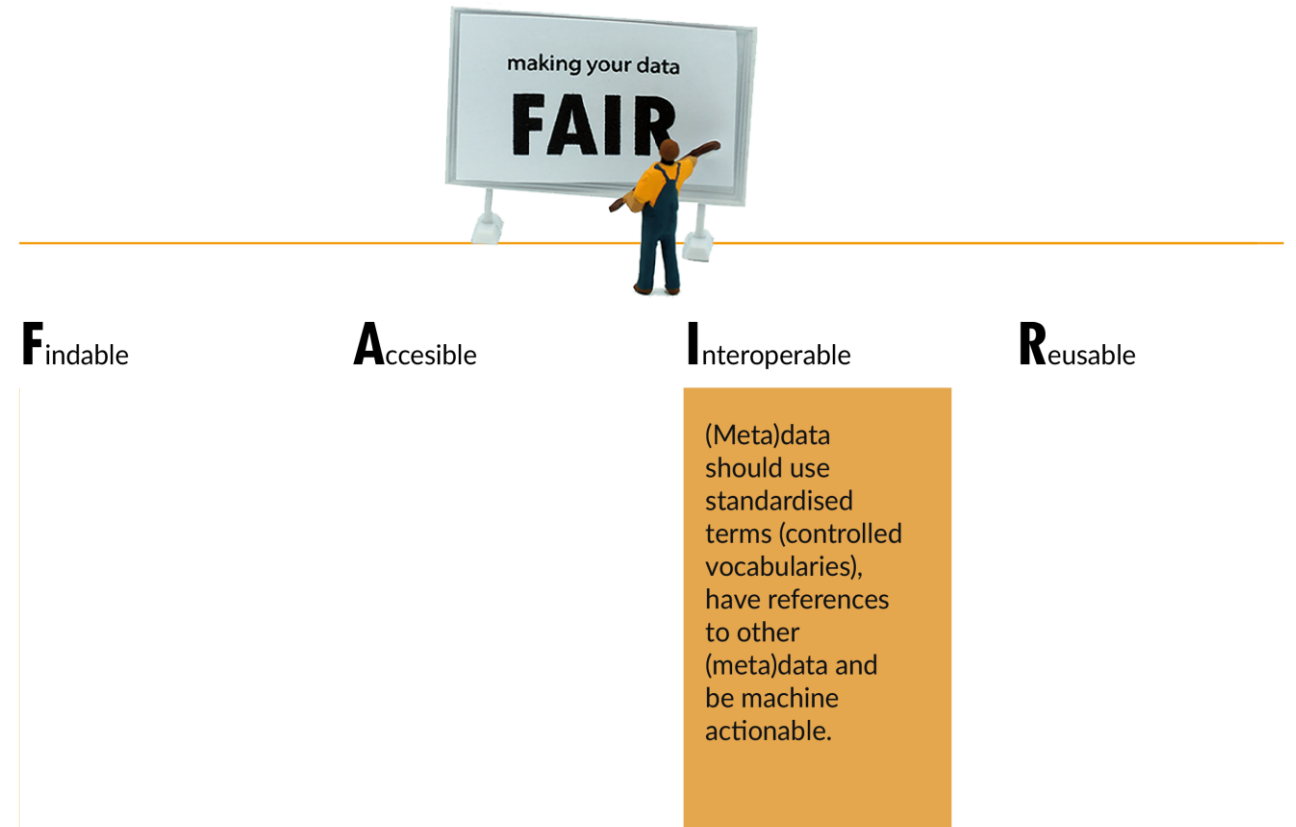 making your data
FAIR
Findable
Accesible
Interoperable
Reusable
(Meta)data
should use
standardised
terms (controlled
vocabularies),
have references
to other
(meta)data and
be machine
actionable.